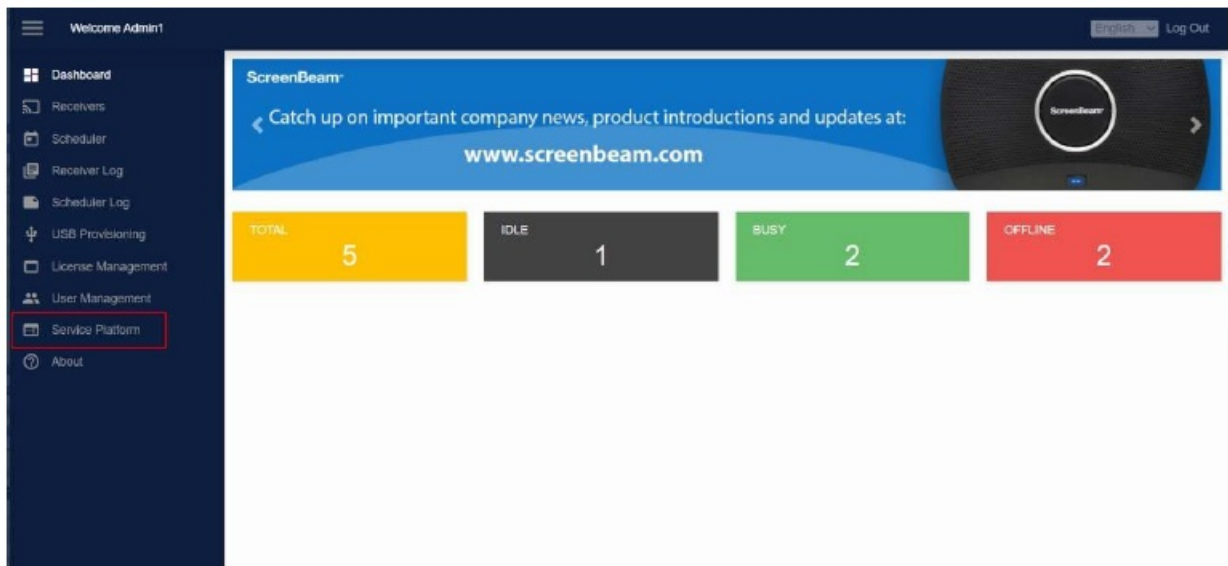 Welcome Admin1
English
Log Out
Dashboard
Receivers
Scheduler
Receiver Log
Scheduler Log
USB Provisioning
License Management
User Management
Service Platform
About
ScreenBeam™
Catch up on important company news, product introductions and updates at:
www.screenbeam.com
ScreenBeam™
TOTAL
5
IDLE
1
BUSY
2
OFFLINE
2